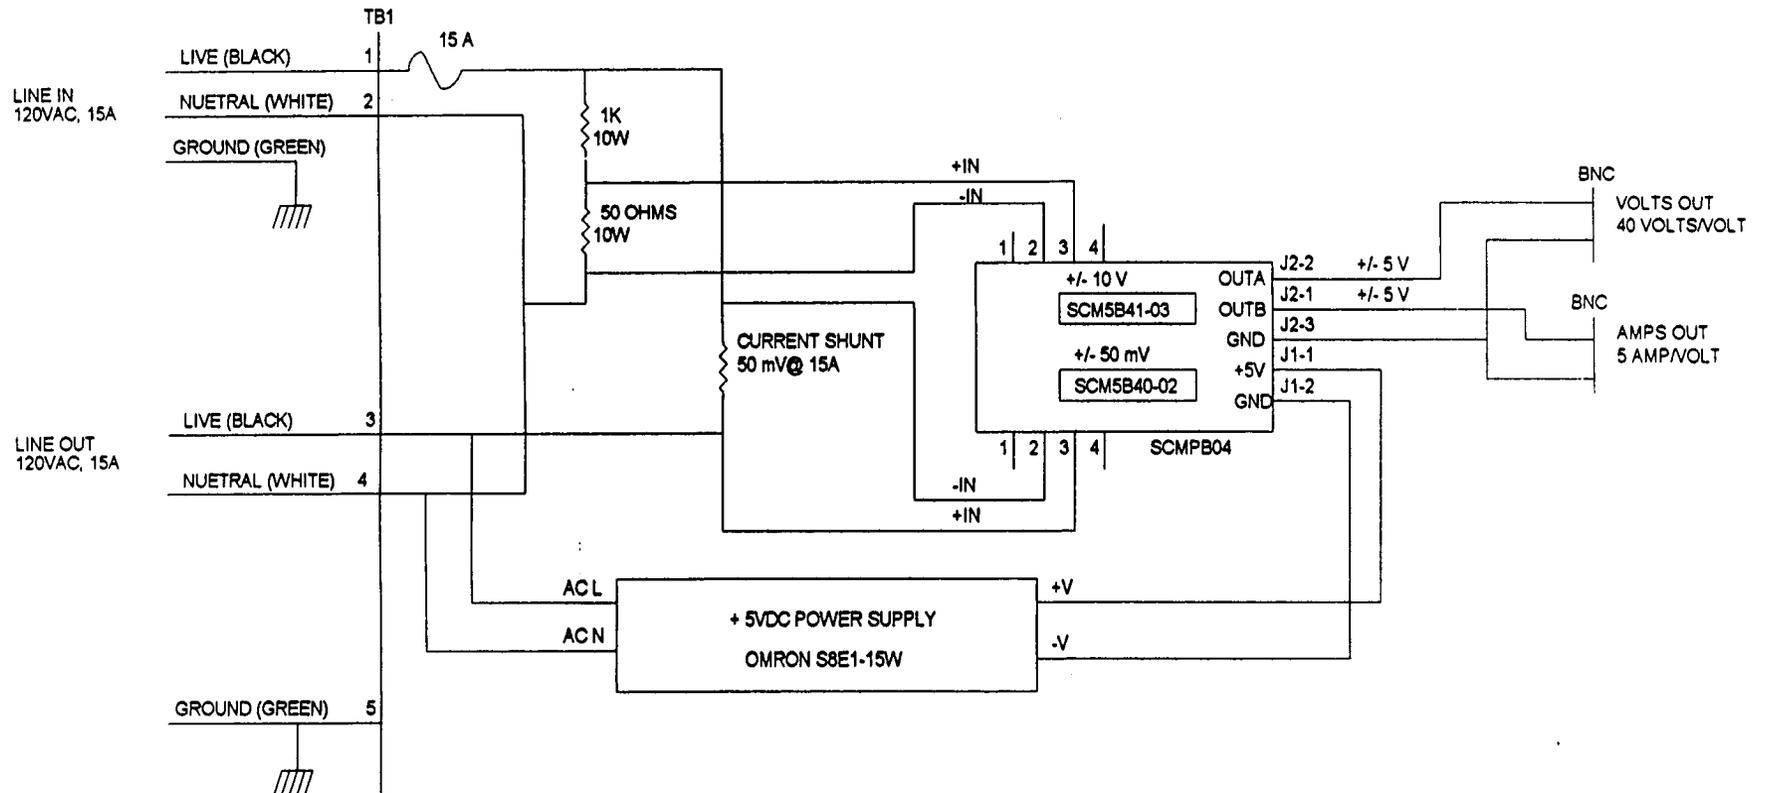 TB1
15 A
LIVE (BLACK) 1
LINE IN
120VAC, 15A
NUETRAL (WHITE) 2
GROUND (GREEN)
1K
10W
50 OHMS
10W
+IN
-IN
1 2 3 4
+/- 10 V
SCM5B41-03
+/- 50 mV
SCM5B40-02
OUTA
OUTB
GND
+5V
GND
J2-2
J2-1
J2-3
J1-1
J1-2
+/- 5 V
+/- 5 V
BNC
VOLTS OUT
40 VOLTS/VOLT
BNC
AMPS OUT
5 AMP/VOLT
CURRENT SHUNT
50 mV@ 15A
LIVE (BLACK) 3
LINE OUT
120VAC, 15A
NUETRAL (WHITE) 4
1 2 3 4
SCMPB04
-IN
+IN
AC L
AC N
+ 5VDC POWER SUPPLY
OMRON S8E1-15W
+V
-V
GROUND (GREEN) 5